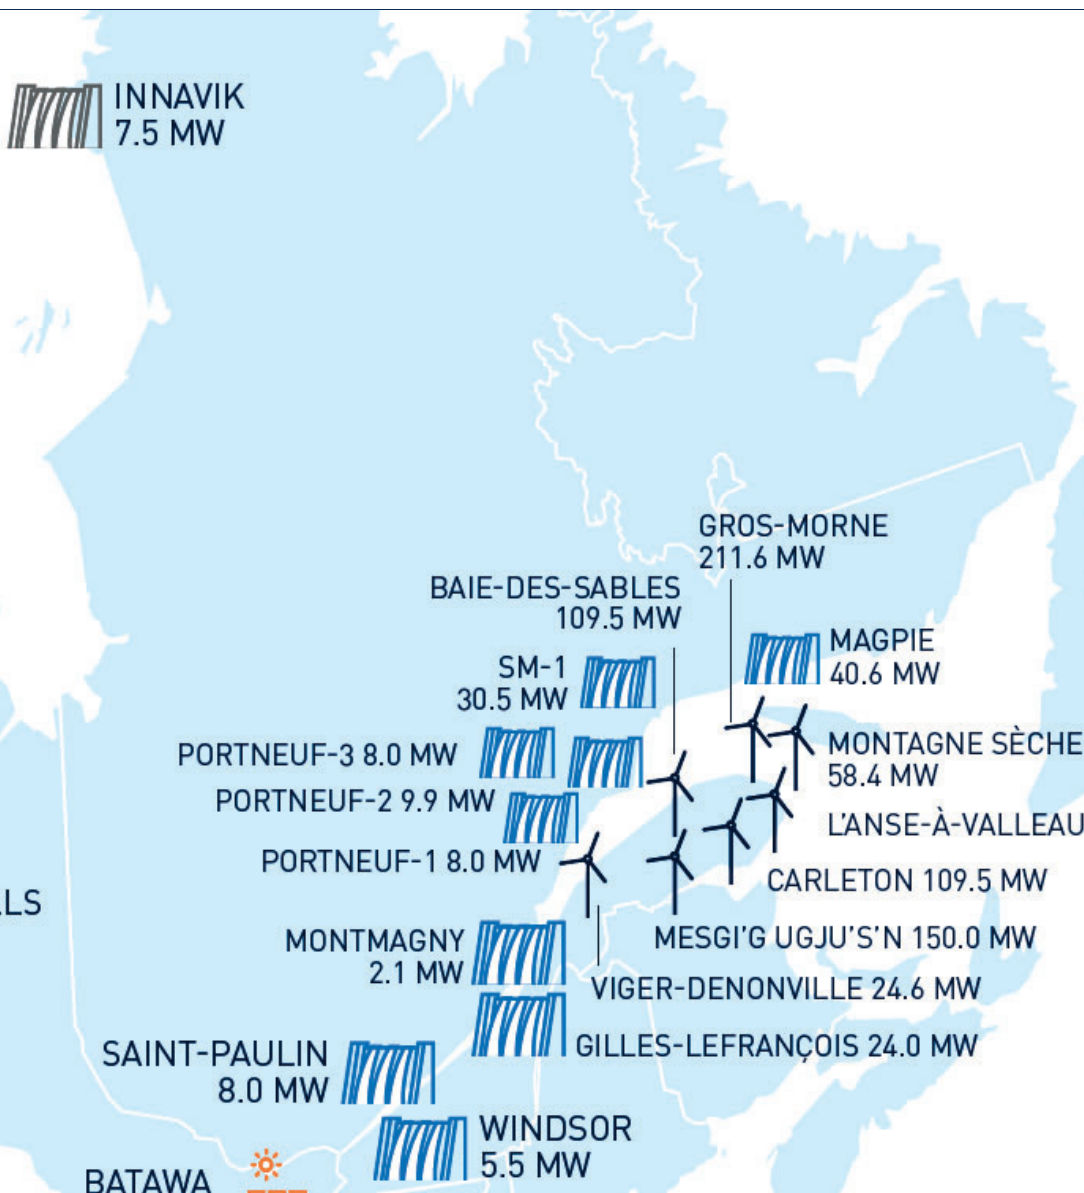 INNAVIK
7.5 MW
GROS-MORNE
211.6 MW
BAIE-DES-SABLES
109.5 MW
MAGPIE
40.6 MW
SM-1
30.5 MW
MONTAGNE SÈCHE
58.4 MW
PORTNEUF-3 8.0 MW
PORTNEUF-2 9.9 MW
L'ANSE-À-VALLEAU
PORTNEUF-1 8.0 MW
CARLETON 109.5 MW
LLS
MONTMAGNY
2.1 MW
MESGI'G UGJU'S'N 150.0 MW
VIGER-DENONVILLE 24.6 MW
GILLES-LEFRANÇOIS 24.0 MW
SAINT-PAULIN
8.0 MW
WINDSOR
5.5 MW
BATAWA